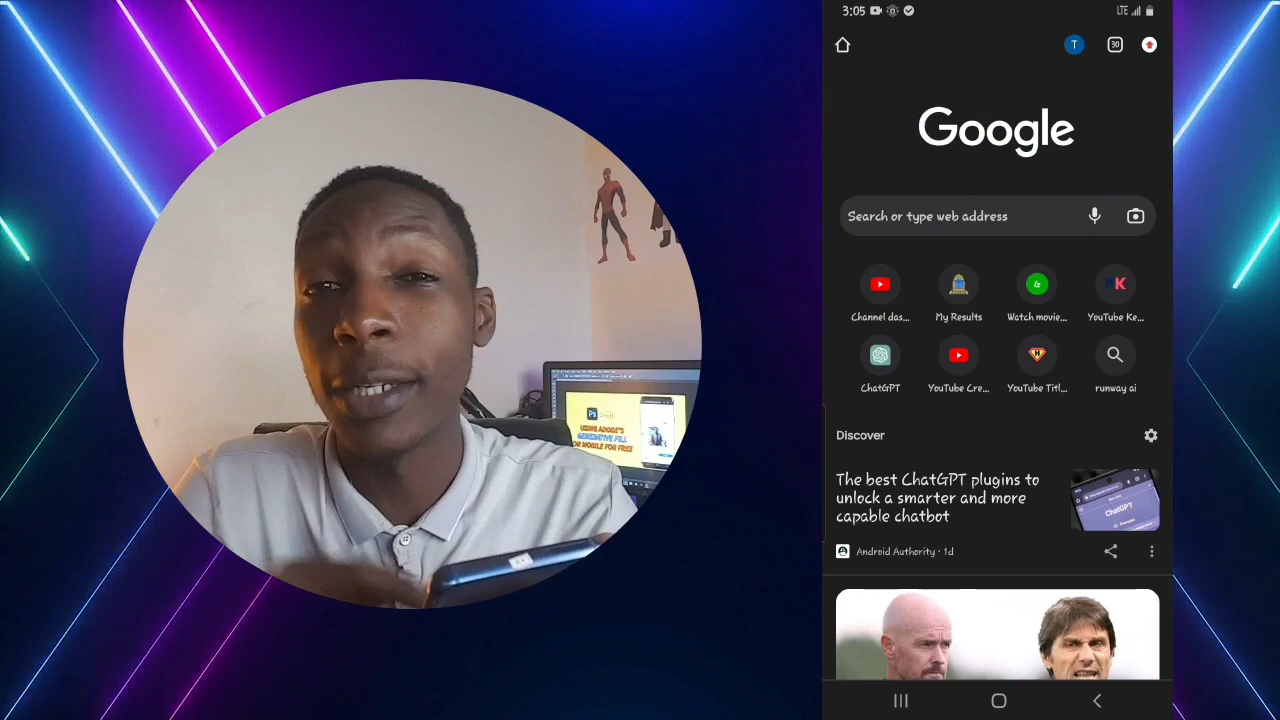 3:05
LTE
T
30
Google
Search or type web address
Channel das...
My Results
Watch movie...
YouTube Ke...
ChatGPT
YouTube Cre...
YouTube Titl...
runway ai
Discover
The best ChatGPT plugins to
unlock a smarter and more
capable chatbot
ChatGPT
Android Authority · 1d
Ps
USING ADOBE'S
GENERATIVE FILL
ON MOBILE FOR FREE